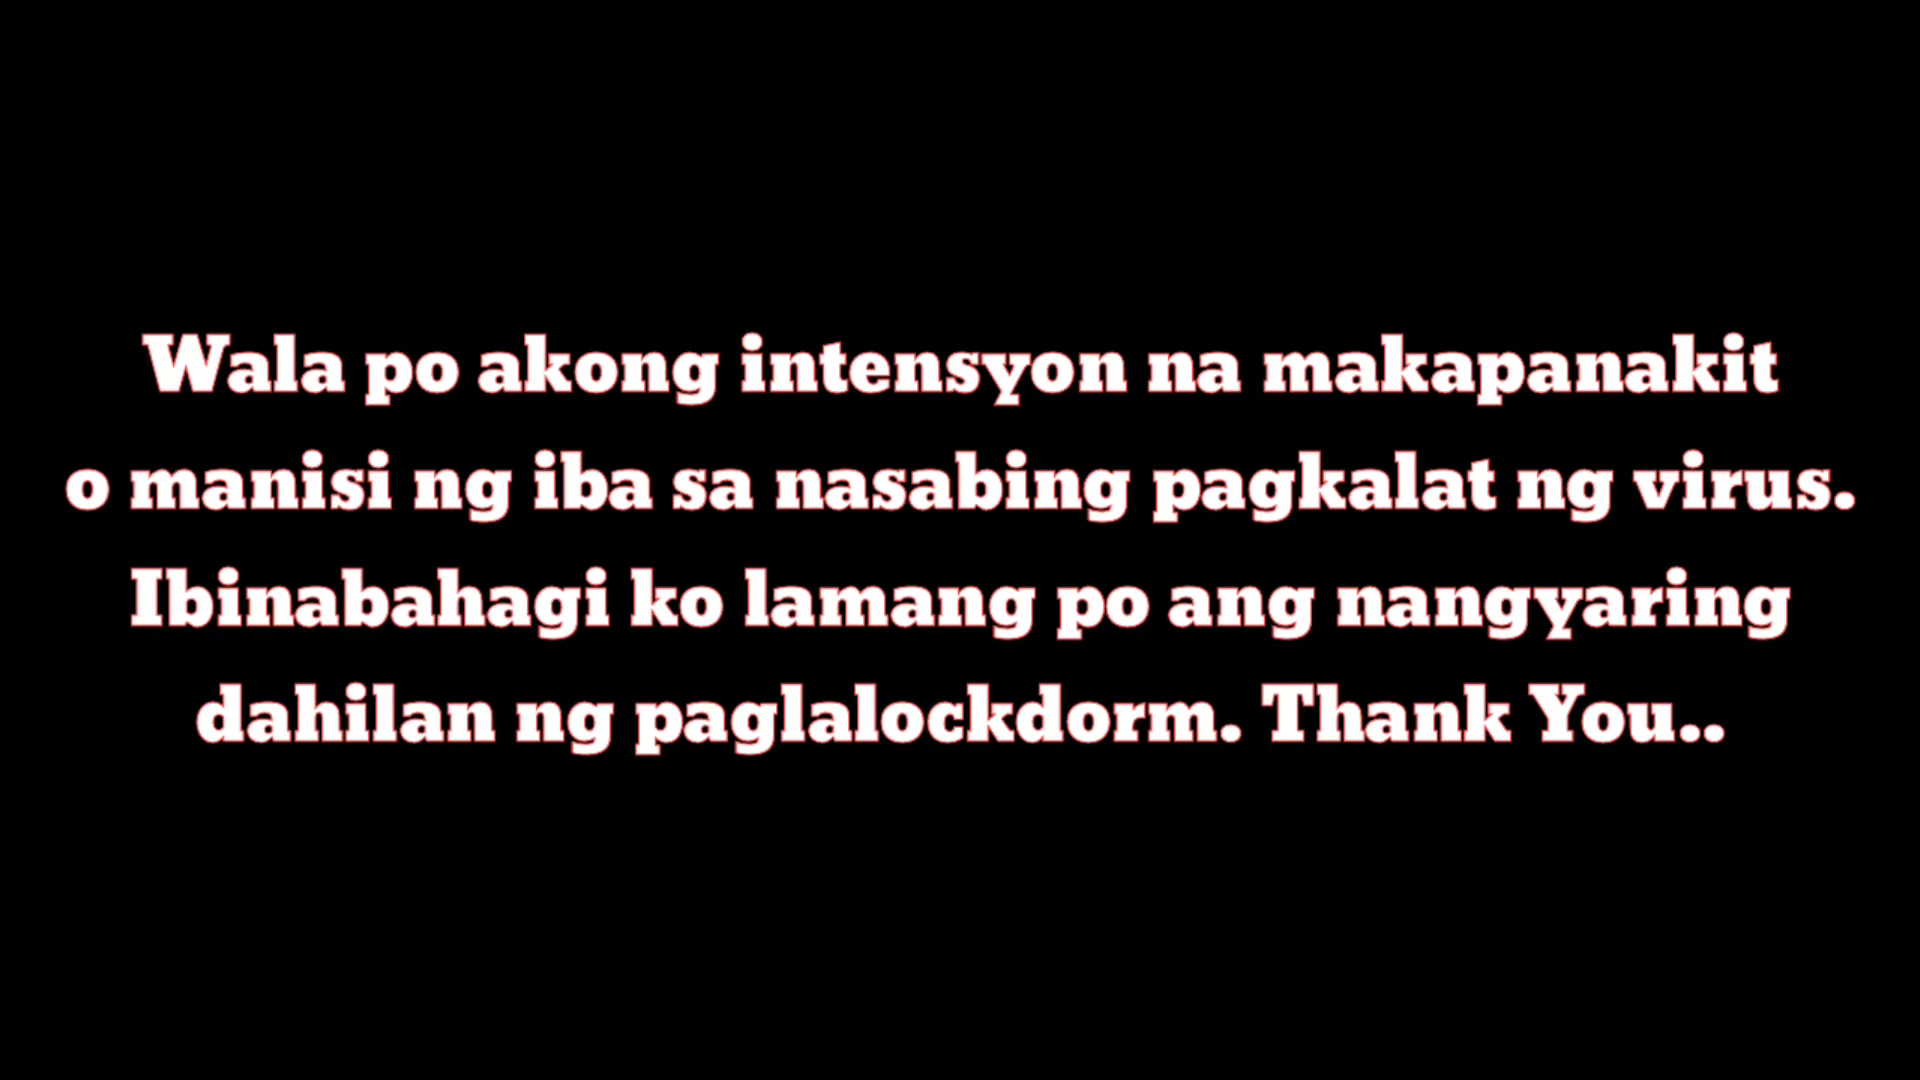 Wala po akong intensyon na makapanakit
o manisi ng iba sa nasabing pagkalat ng virus.
Ibinabahagi ko lamang po ang nangyaring
dahilan ng paglalockdorm. Thank You..